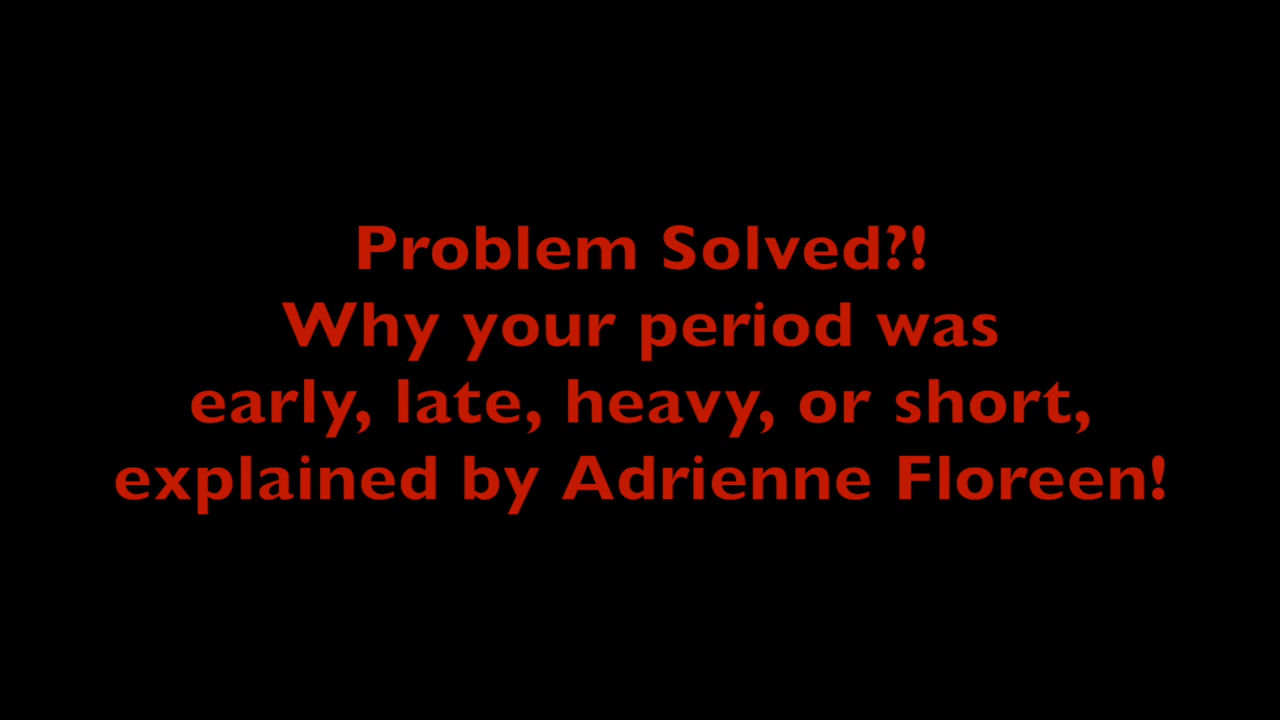 Problem Solved?!
Why your period was
early, late, heavy, or short,
explained by Adrienne Floreen!